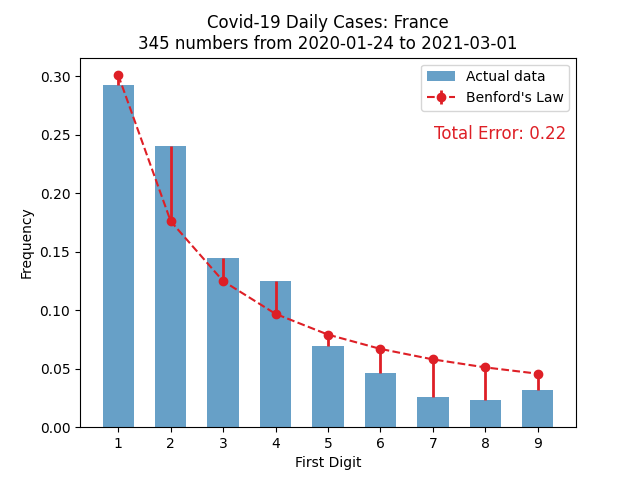 Covid-19 Daily Cases: France
345 numbers from 2020-01-24 to 2021-03-01
Actual data
Benford's Law
Total Error: 0.22
Frequency
0.30
0.25
0.20
0.15
0.10
0.05
0.00
1 2 3 4 5 6 7 8 9
First Digit